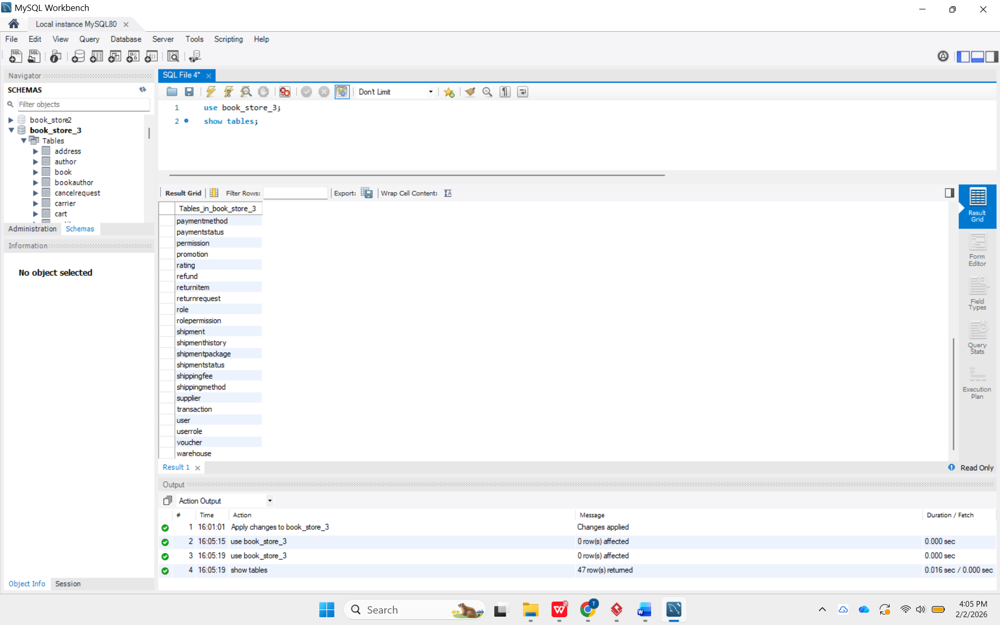 MySQL Workbench
Local instance MySQL80
File Edit View Query Database Server Tools Scripting Help
Navigator
SCHEMAS
Filter objects
book_store2
book_store_3
Tables
address
author
book
bookauthor
cancelrequest
carrier
cart
Administration Schemas
Information
No object selected
Object Info Session
SQL File 4*
Don't Limit
1 use book_store_3;
2 show tables;
Result Grid Filter Rows: Export: Wrap Cell Content:
Tables_in_book_store_3
paymentmethod
paymentstatus
permission
promotion
rating
refund
returnitem
returnrequest
role
rolepermission
shipment
shipmenthistory
shipmentpackage
shipmentstatus
shippingfee
shippingmethod
supplier
transaction
user
userrole
voucher
warehouse
Result Grid
Form Editor
Field Types
Query Stats
Execution Plan
Result 1
Read Only
Output
Action Output
# Time Action Message Duration / Fetch
1 16:01:01 Apply changes to book_store_3 Changes applied
2 16:05:15 use book_store_3 0 row(s) affected 0.000 sec
3 16:05:19 use book_store_3 0 row(s) affected 0.000 sec
4 16:05:19 show tables 47 row(s) returned 0.016 sec / 0.000 sec
Search
4:05 PM
2/2/2026